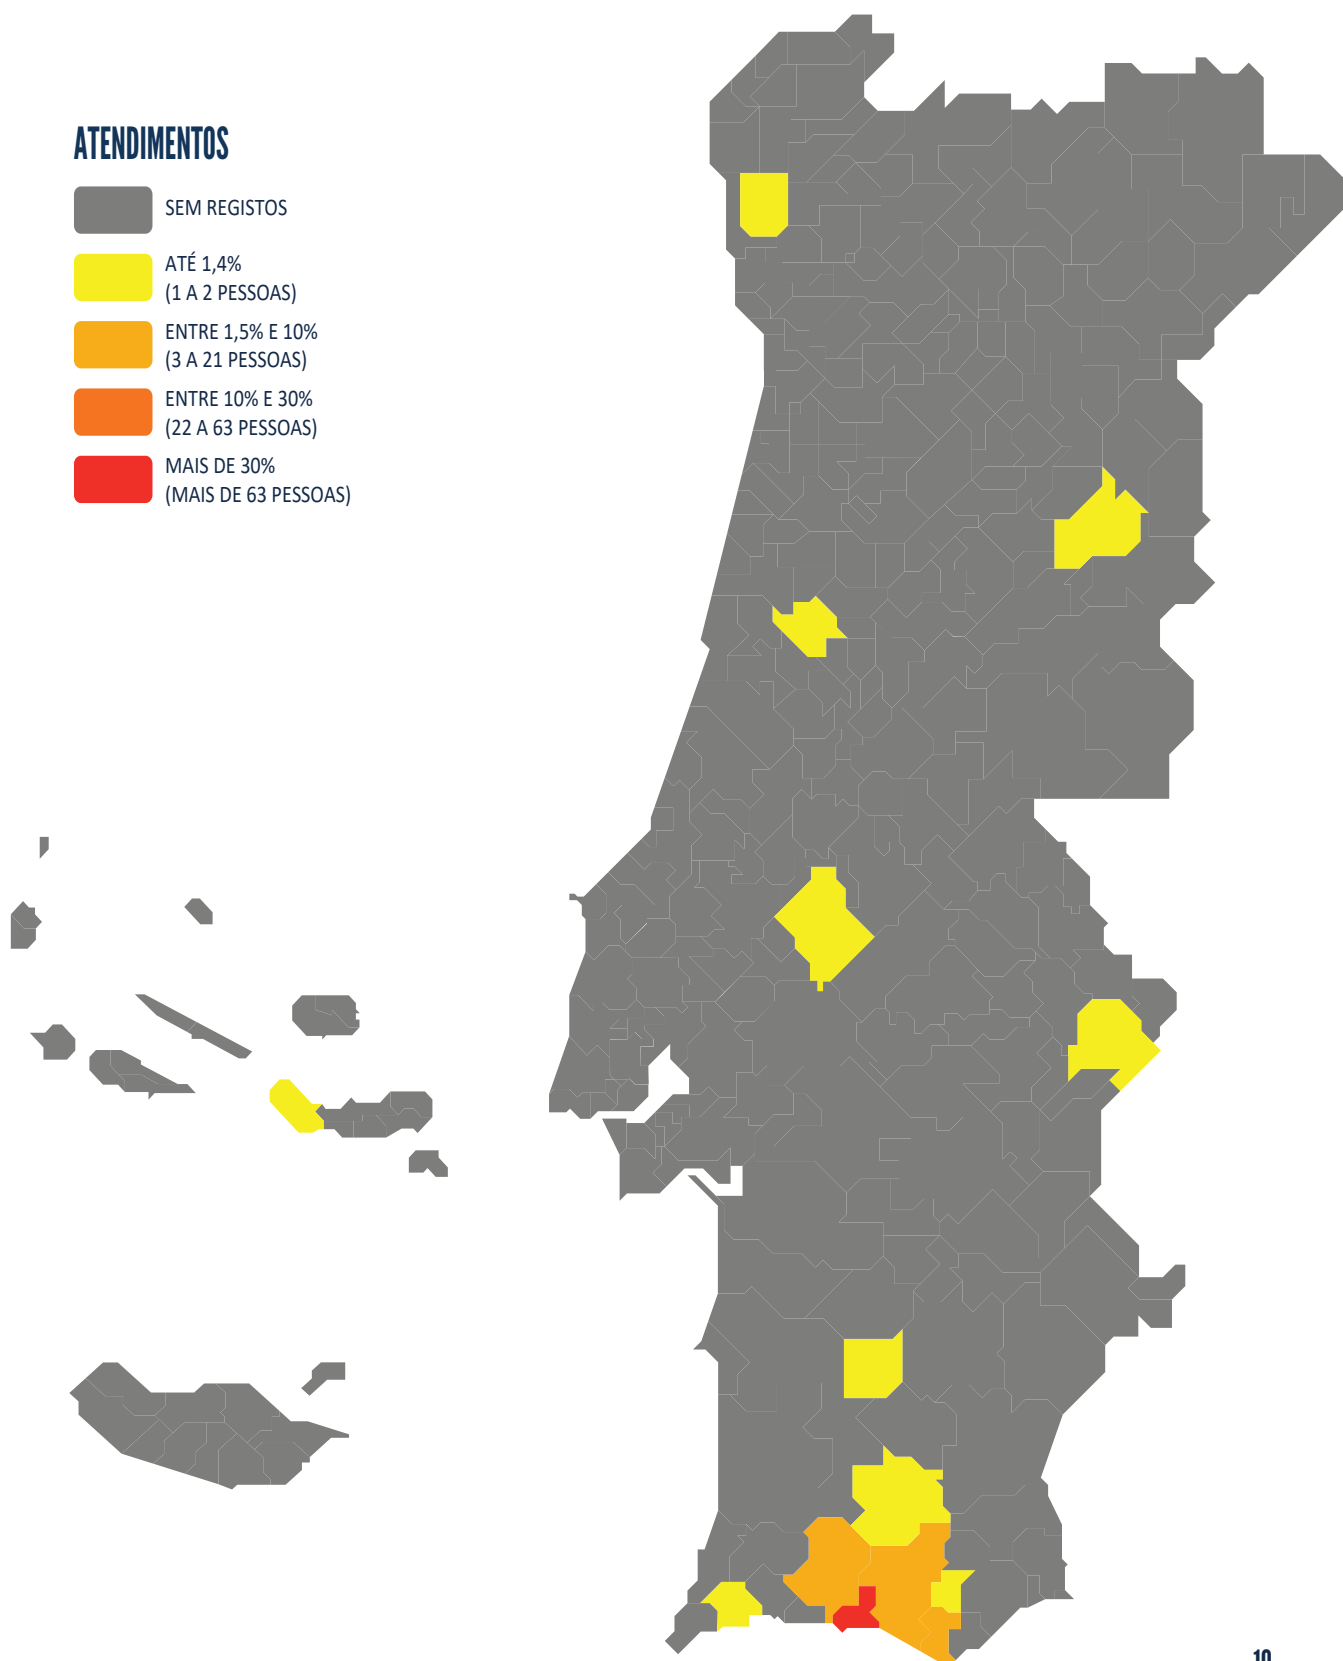 ATENDIMENTOS
SEM REGISTOS
ATÉ 1,4%
(1 A 2 PESSOAS)
ENTRE 1,5% E 10%
(3 A 21 PESSOAS)
ENTRE 10% E 30%
(22 A 63 PESSOAS)
MAIS DE 30%
(MAIS DE 63 PESSOAS)
10